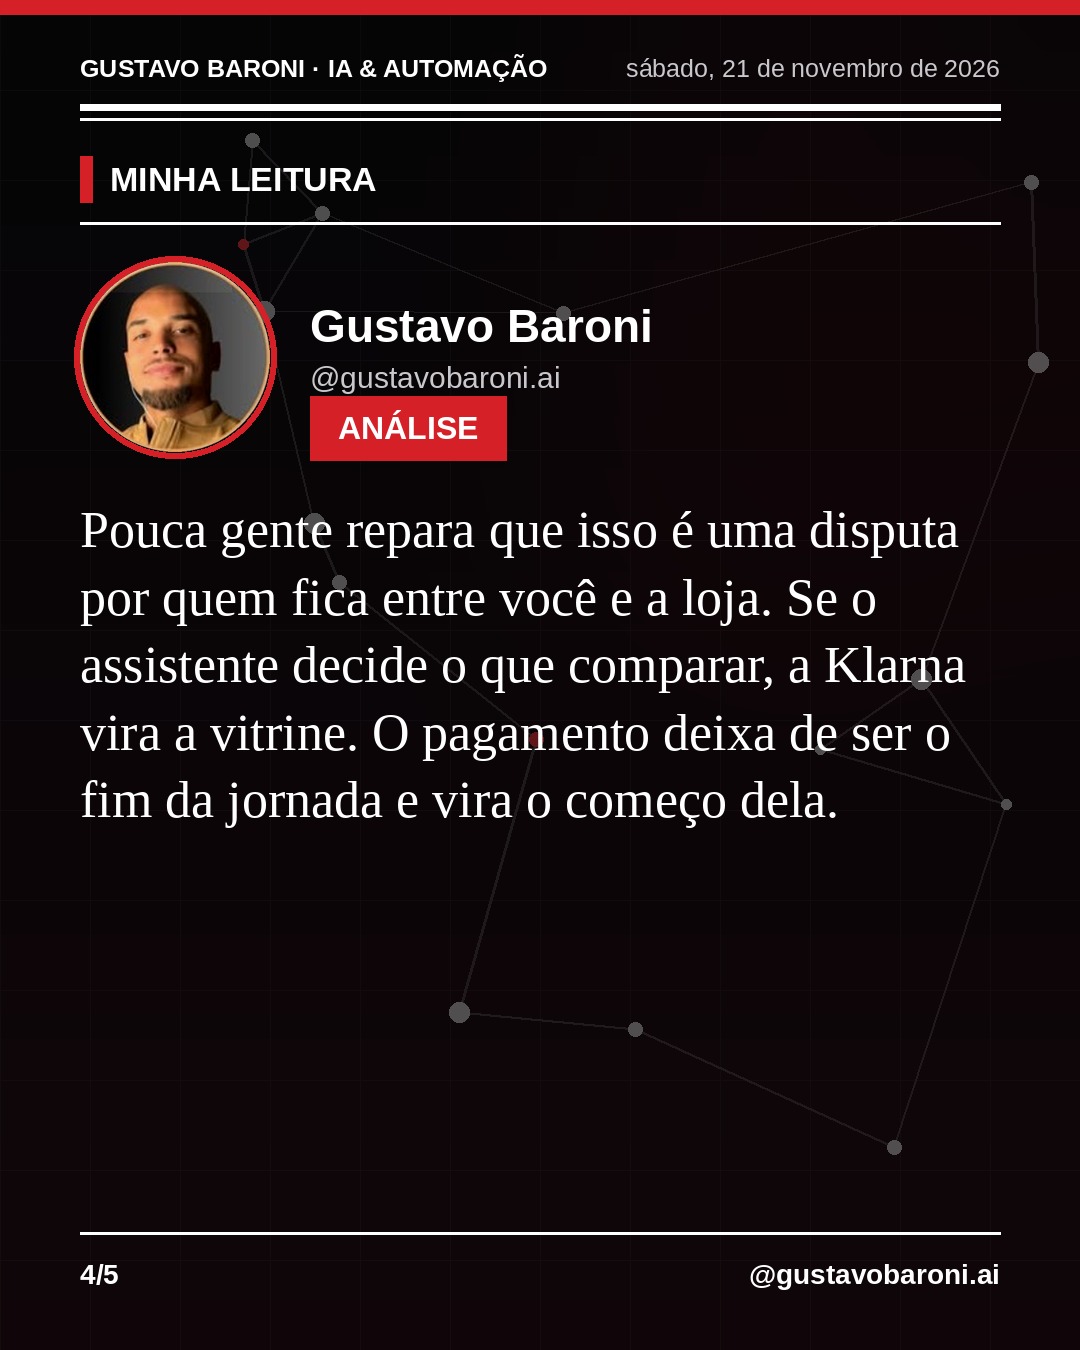 GUSTAVO BARONI · IA & AUTOMAÇÃO
sábado, 21 de novembro de 2026
MINHA LEITURA
Gustavo Baroni
@gustavobaroni.ai
ANÁLISE
Pouca gente repara que isso é uma disputa
por quem fica entre você e a loja. Se o
assistente decide o que comparar, a Klarna
vira a vitrine. O pagamento deixa de ser o
fim da jornada e vira o começo dela.
4/5
@gustavobaroni.ai